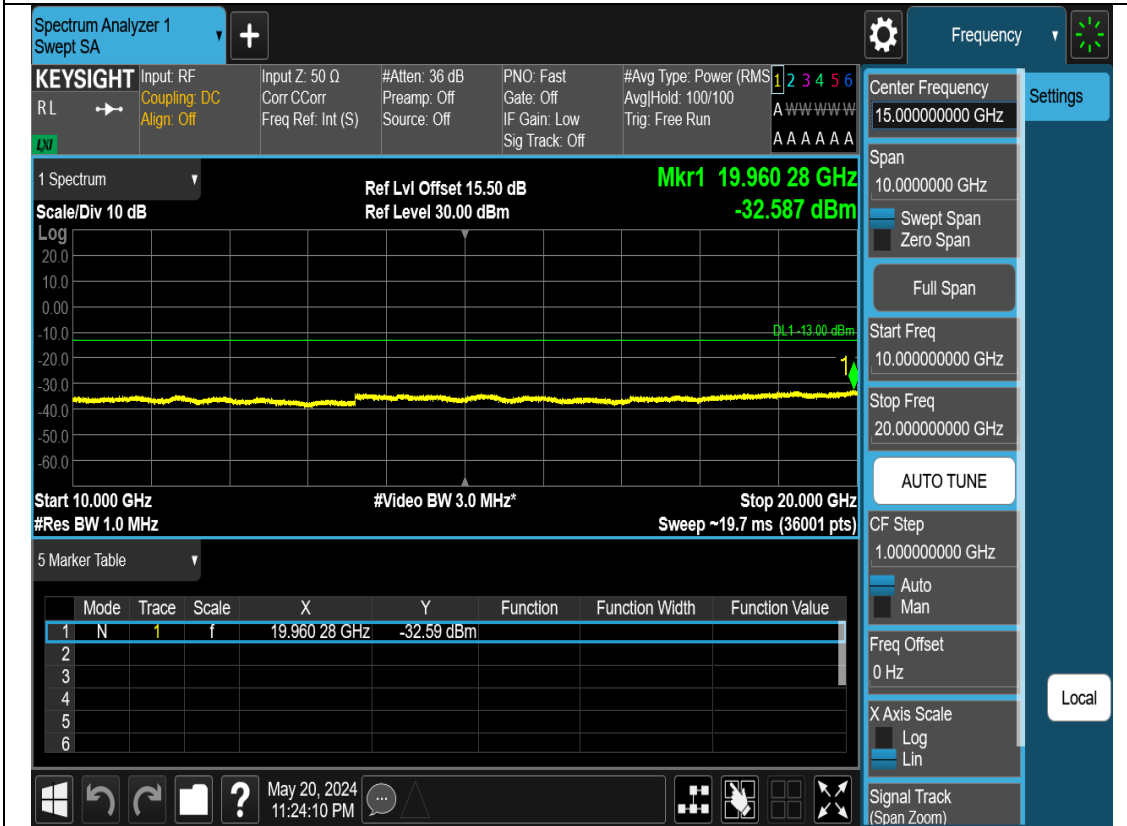 Spectrum Analyzer 1
Swept SA
+
Frequency
KEYSIGHT
R L
LXI
Input: RF
Coupling: DC
Align: Off
Input Z: 50 Ω
Corr CCorr
Freq Ref: Int (S)
#Atten: 36 dB
Preamp: Off
Source: Off
PNO: Fast
Gate: Off
IF Gain: Low
Sig Track: Off
#Avg Type: Power (RMS
Avg|Hold: 100/100
Trig: Free Run
1 2 3 4 5 6
A W W W W W
A A A A A A
1 Spectrum
Scale/Div 10 dB
Ref Lvl Offset 15.50 dB
Ref Level 30.00 dBm
Mkr1 19.960 28 GHz
-32.587 dBm
Log
20.0
10.0
0.00
-10.0
-20.0
-30.0
-40.0
-50.0
-60.0
DL1 -13.00 dBm
1
Start 10.000 GHz
#Video BW 3.0 MHz*
Stop 20.000 GHz
#Res BW 1.0 MHz
Sweep ~19.7 ms (36001 pts)
5 Marker Table
Mode Trace Scale X Y Function Function Width Function Value
1 N 1 f 19.960 28 GHz -32.59 dBm
2
3
4
5
6
?
May 20, 2024
11:24:10 PM
Center Frequency
15.000000000 GHz
Settings
Span
10.0000000 GHz
Swept Span
Zero Span
Full Span
Start Freq
10.000000000 GHz
Stop Freq
20.000000000 GHz
AUTO TUNE
CF Step
1.000000000 GHz
Auto
Man
Freq Offset
0 Hz
Local
X Axis Scale
Log
Lin
Signal Track
(Span Zoom)